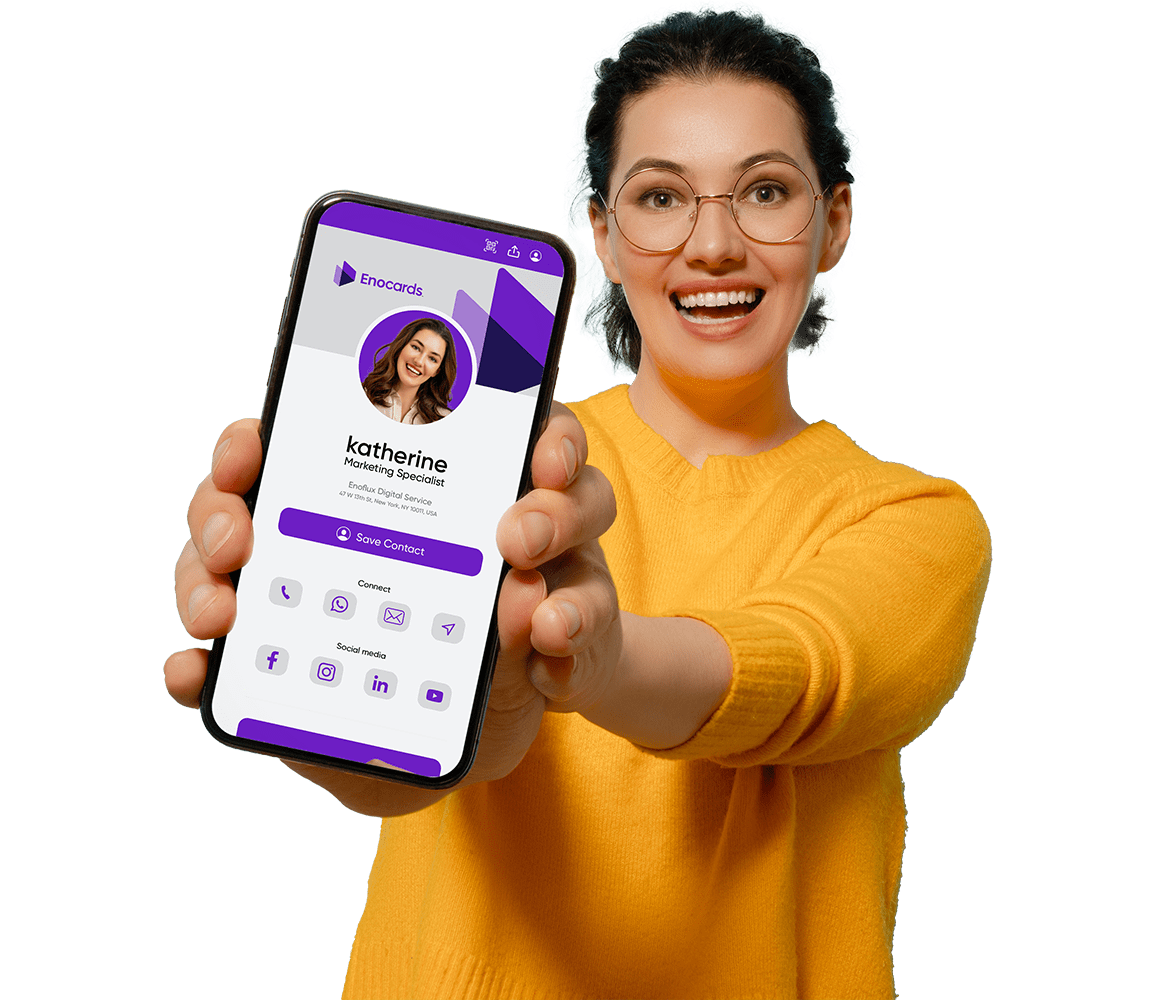 Enocards.
katherine
Marketing Specialist
Enoflux Digital Service
47 W 13th St, New York, NY 10011, USA
Save Contact
Connect
Social media